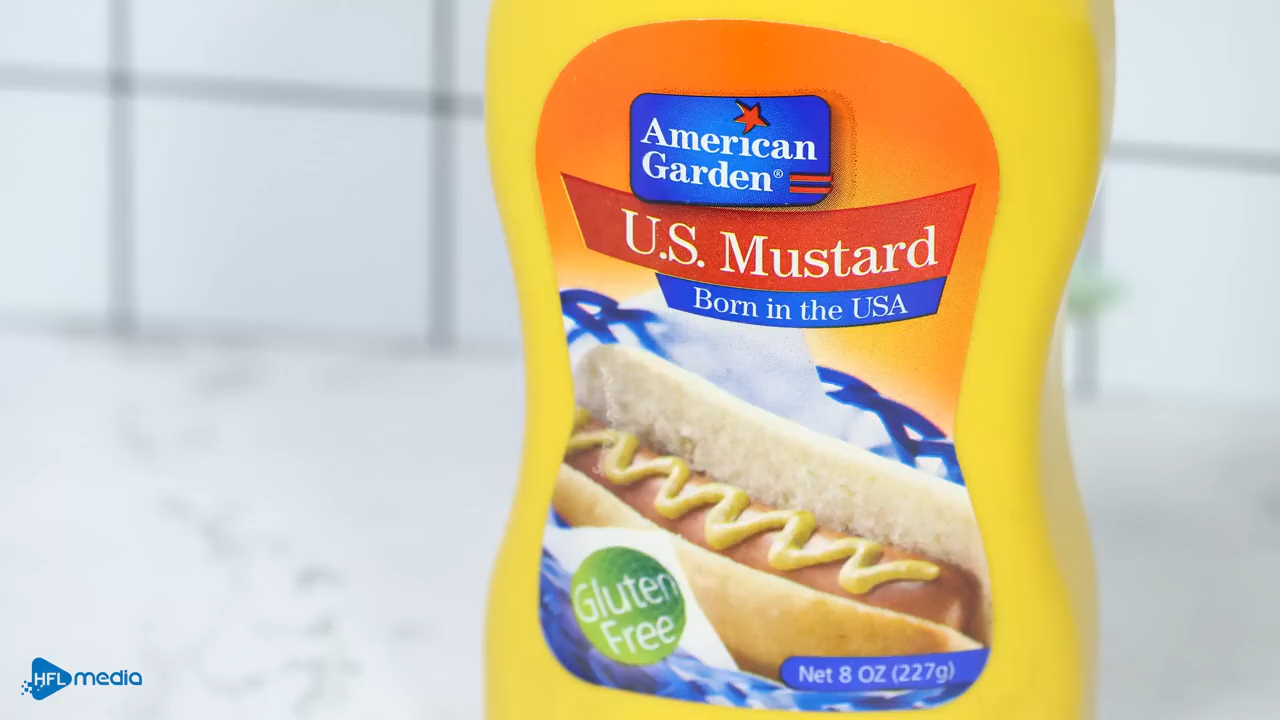 American
Garden®
U.S. Mustard
Born in the USA
Gluten
Free
Net 8 OZ (227g)
HFL media